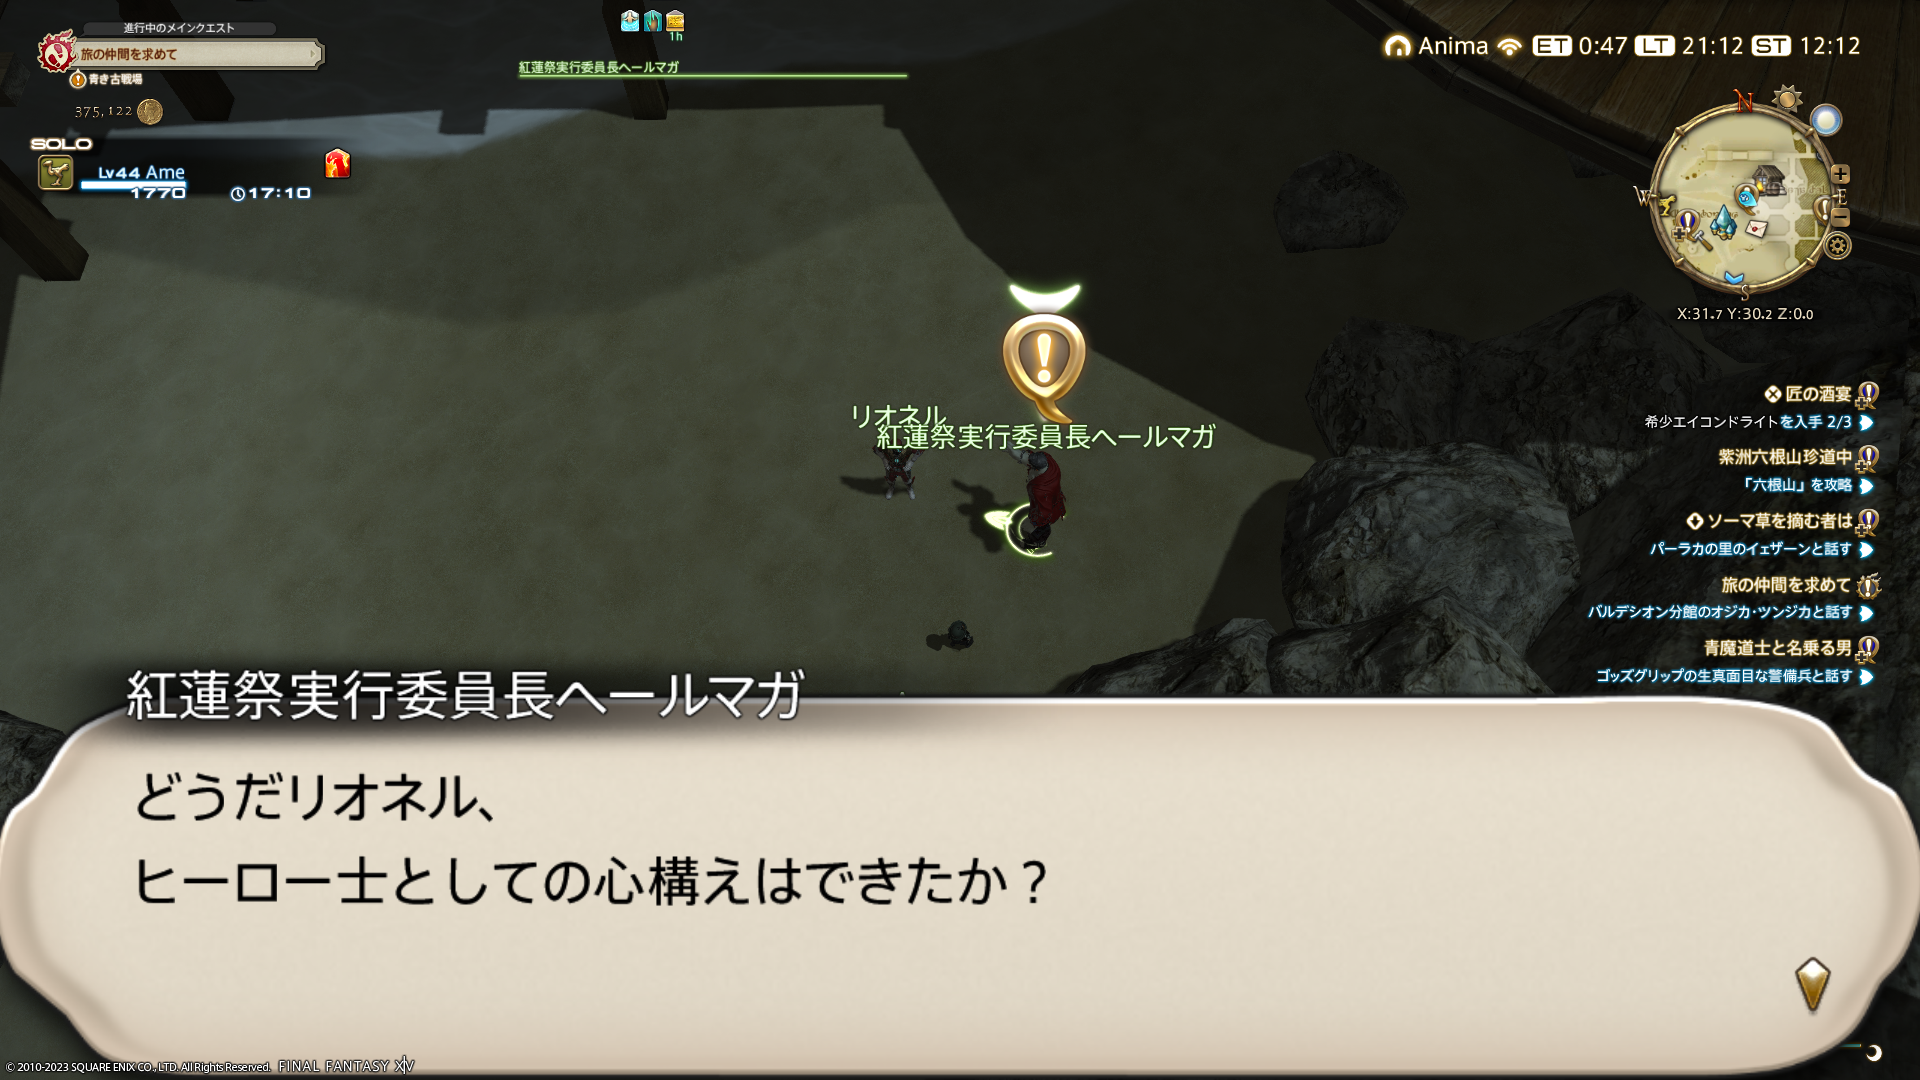 進行中のメインクエスト
旅の仲間を求めて
青き古戦場
375,122
SOLO
Lv44 Ame
1770
17:10
1h
紅蓮祭実行委員長ヘールマガ
Anima ET 0:47 LT 21:12 ST 12:12
N
W
E
S
X:31.7 Y:30.2 Z:0.0
匠の酒宴
希少エイコンドライトを入手 2/3
紫洲六根山珍道中
「六根山」を攻略
ソーマ草を摘む者は
パーラカの里のイェザーンと話す
旅の仲間を求めて
バルデシオン分館のオジカ・ツンジカと話す
青魔道士と名乗る男
ゴッズグリップの生真面目な警備兵と話す
リオネル
紅蓮祭実行委員長ヘールマガ
紅蓮祭実行委員長ヘールマガ
どうだリオネル、
ヒーロー士としての心構えはできたか？
© 2010-2023 SQUARE ENIX CO., LTD. All Rights Reserved. FINAL FANTASY XIV